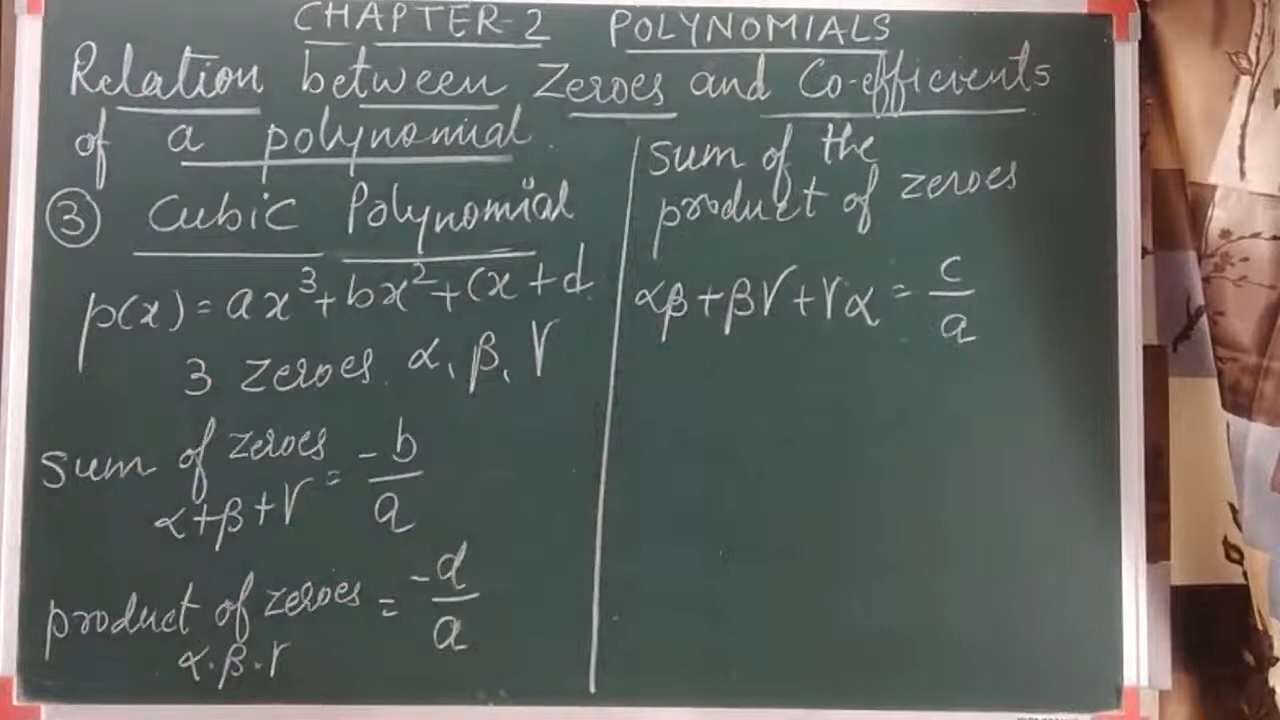 CHAPTER-2 POLYNOMIALS
Relation between Zeroes and Co-efficients
of a polynomial.
③ Cubic Polynomial
p(x) = ax³+bx²+cx+d
3 zeroes. α, β, γ
Sum of zeroes
α+β+γ = -b/a
product of zeroes = -d/a
α.β.γ
Sum of the
product of zeroes
αβ+βγ+γα = c/a